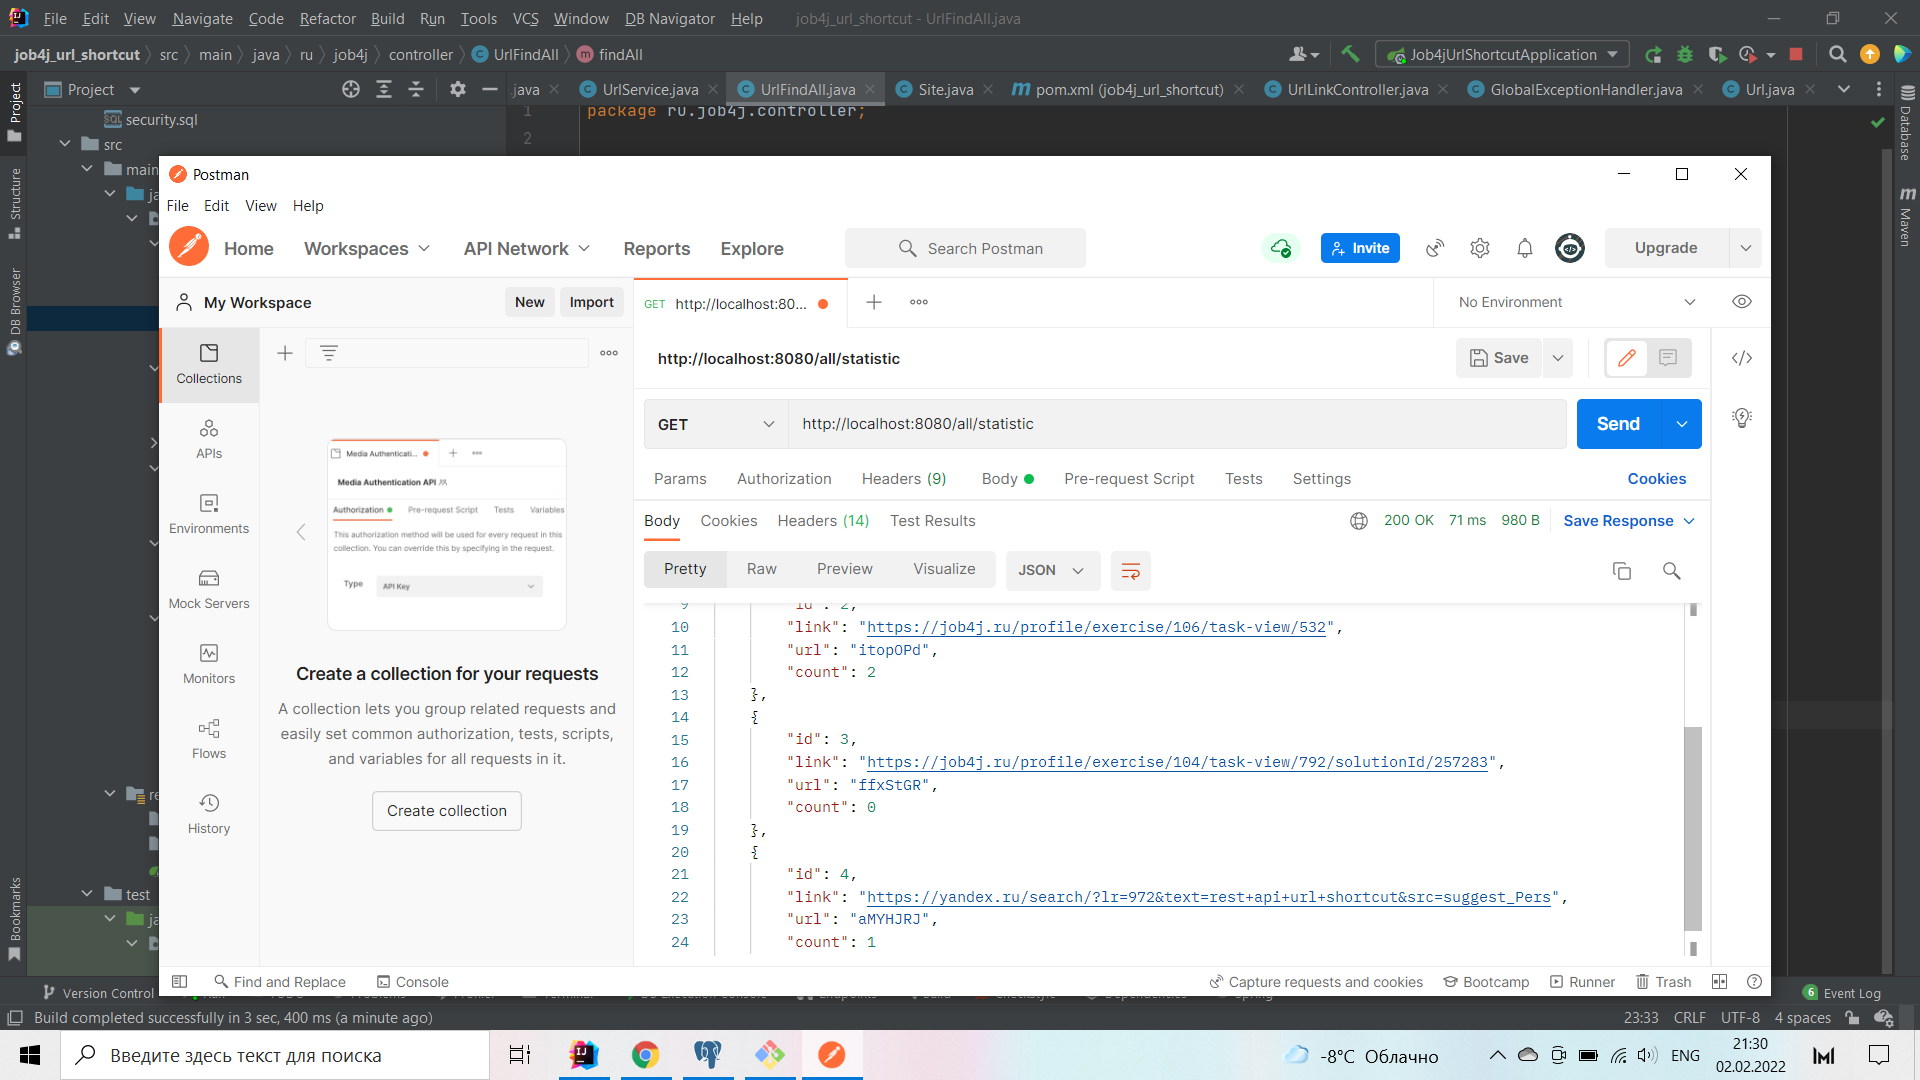 File Edit View Navigate Code Refactor Build Run Tools VCS Window DB Navigator Help job4j_url_shortcut - UrlFindAll.java
job4j_url_shortcut src main java ru job4j controller UrlFindAll findAll Job4jUrlShortcutApplication
Project .java UrlService.java UrlFindAll.java Site.java pom.xml (job4j_url_shortcut) UrlLinkController.java GlobalExceptionHandler.java Url.java
1 package ru.job4j.controller;
2
security.sql
src
main
Project
Structure
DB Browser
Bookmarks
Database
Maven
Postman
File Edit View Help
Home Workspaces API Network Reports Explore Search Postman Invite Upgrade
My Workspace New Import GET http://localhost:80... No Environment
Collections
APIs
Environments
Mock Servers
Monitors
Flows
History
Media Authenticati...
Media Authentication API
Authorization Pre-request Script Tests Variables
This authorization method will be used for every request in this
collection. You can override this by specifying in the request.
Type API Key
Create a collection for your requests
A collection lets you group related requests and
easily set common authorization, tests, scripts,
and variables for all requests in it.
Create collection
http://localhost:8080/all/statistic Save
GET http://localhost:8080/all/statistic Send
Params Authorization Headers (9) Body Pre-request Script Tests Settings Cookies
Body Cookies Headers (14) Test Results 200 OK 71 ms 980 B Save Response
Pretty Raw Preview Visualize JSON
9 "id": 2,
10 "link": "https://job4j.ru/profile/exercise/106/task-view/532",
11 "url": "itopOPd",
12 "count": 2
13 },
14 {
15 "id": 3,
16 "link": "https://job4j.ru/profile/exercise/104/task-view/792/solutionId/257283",
17 "url": "ffxStGR",
18 "count": 0
19 },
20 {
21 "id": 4,
22 "link": "https://yandex.ru/search/?lr=972&text=rest+api+url+shortcut&src=suggest_Pers",
23 "url": "aMYHJRJ",
24 "count": 1
Find and Replace Console Capture requests and cookies Bootcamp Runner Trash
test
Version Control 6 Event Log
Build completed successfully in 3 sec, 400 ms (a minute ago) 23:33 CRLF UTF-8 4 spaces
Введите здесь текст для поиска -8°C Облачно ENG 21:30
02.02.2022